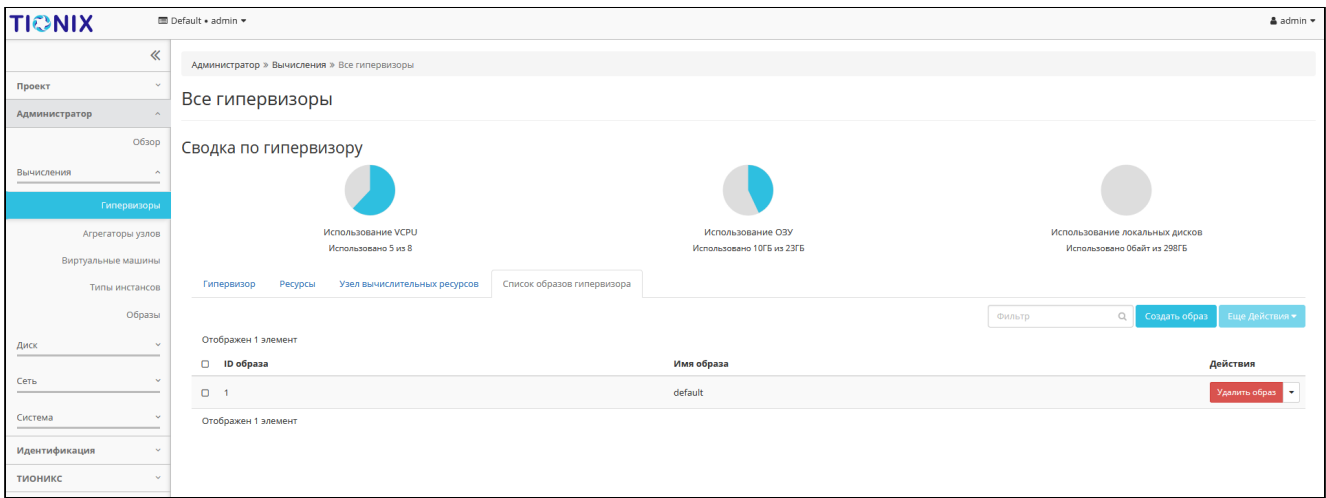 TIONIX
Default • admin
admin
Администратор » Вычисления » Все гипервизоры
Проект
Администратор
Обзор
Вычисления
Гипервизоры
Агрегаторы узлов
Виртуальные машины
Типы инстансов
Образы
Диск
Сеть
Система
Идентификация
ТИОНИКС
Все гипервизоры
Сводка по гипервизору
Использование VCPU
Использовано 5 из 8
Использование ОЗУ
Использовано 10ГБ из 23ГБ
Использование локальных дисков
Использовано 0байт из 298ГБ
Гипервизор Ресурсы Узел вычислительных ресурсов Список образов гипервизора
Фильтр Создать образ Еще Действия
Отображен 1 элемент
ID образа Имя образа Действия
1 default Удалить образ
Отображен 1 элемент